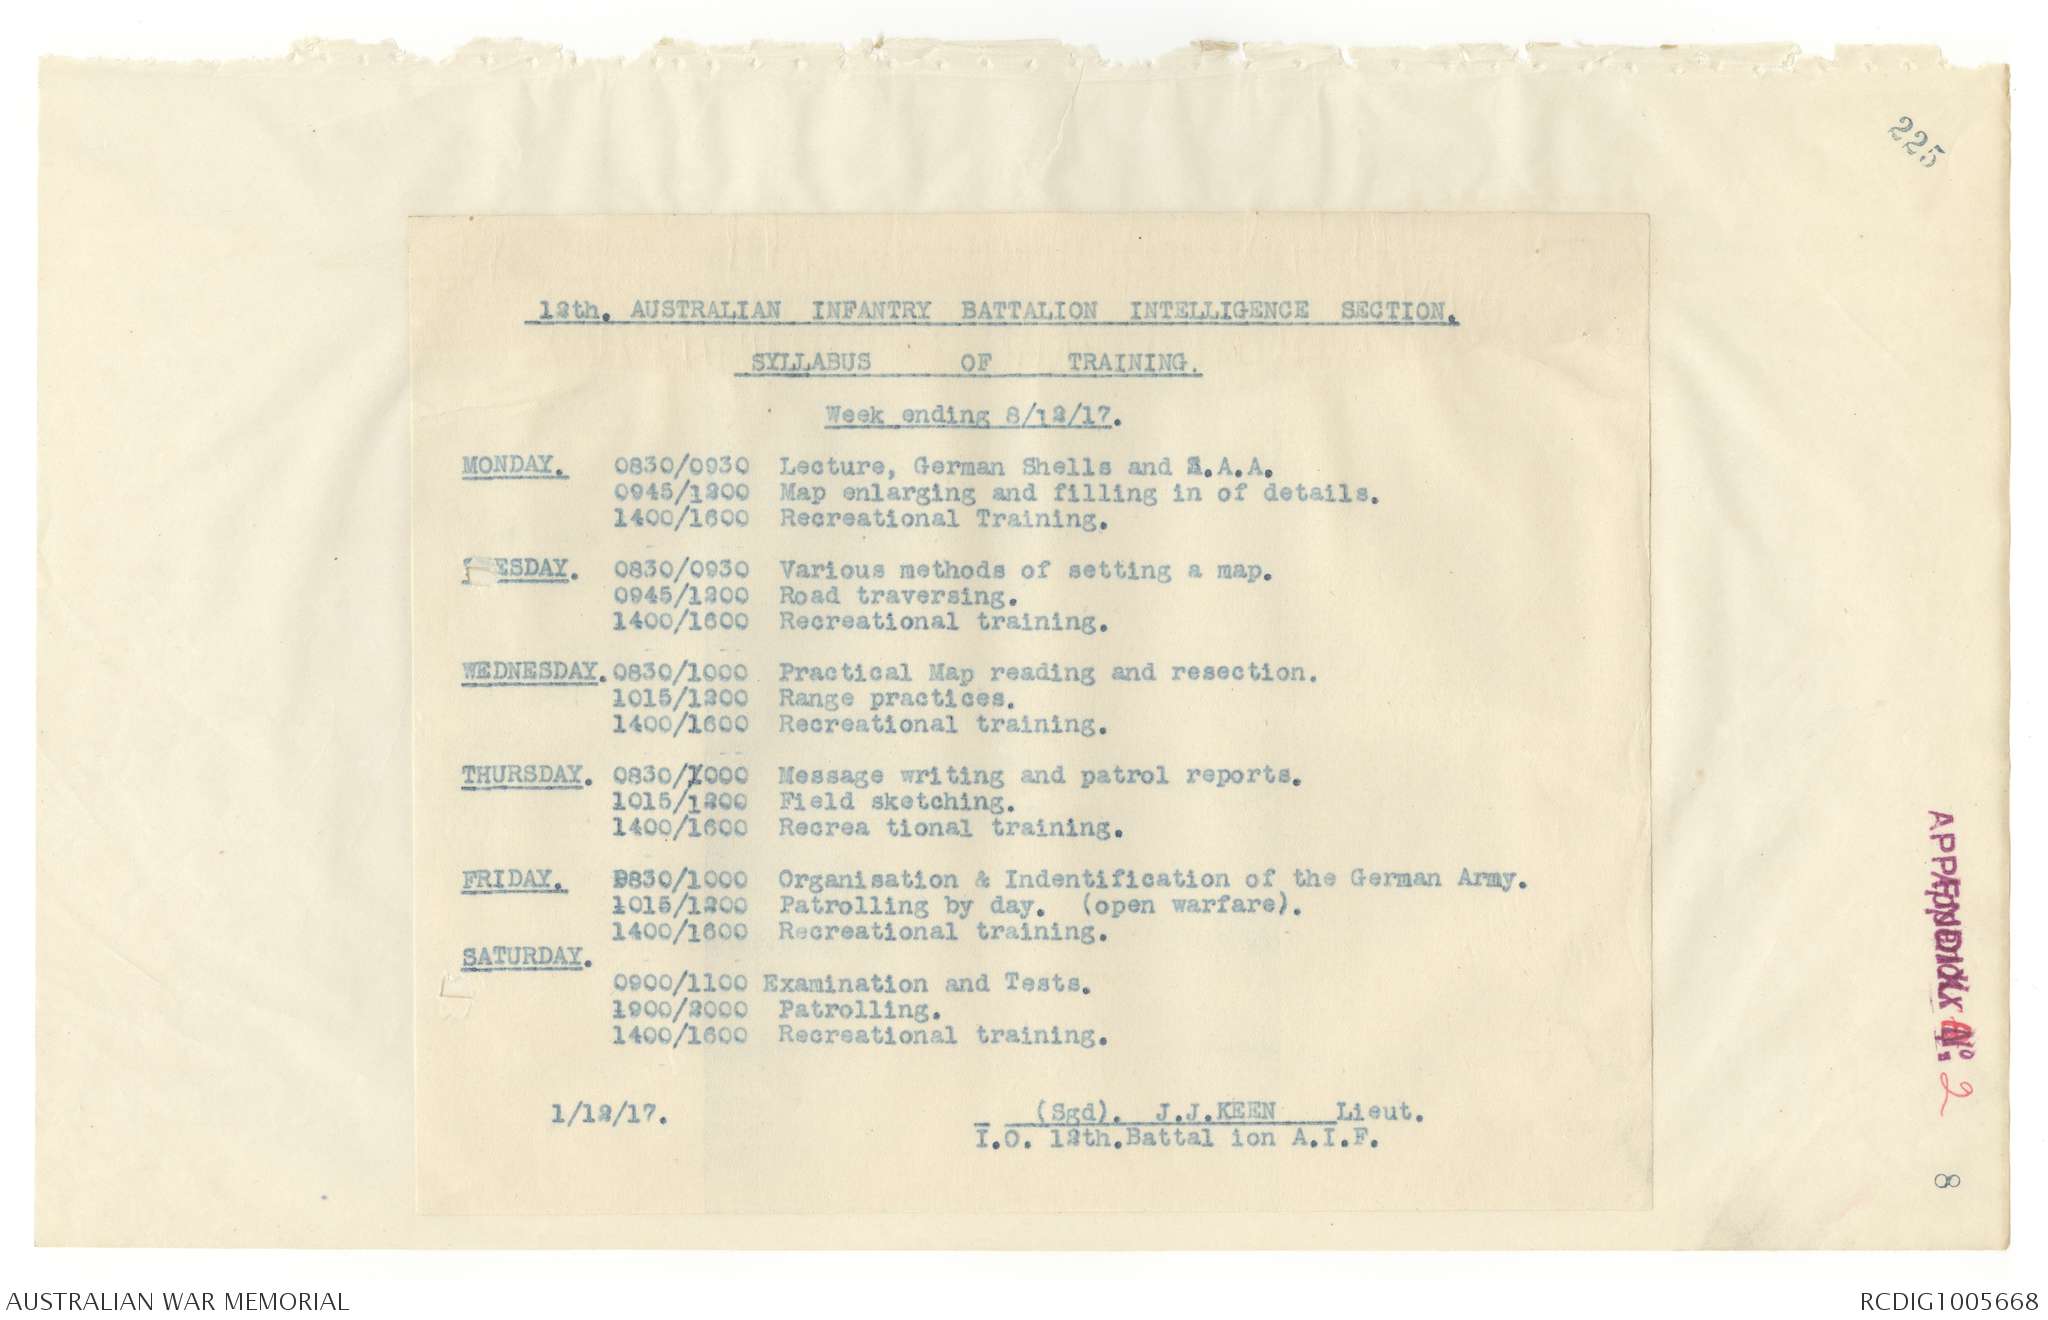 225
12th. AUSTRALIAN INFANTRY BATTALION INTELLIGENCE SECTION.
SYLLABUS OF TRAINING.
Week ending 8/12/17.
MONDAY. 0830/0930 Lecture, German Shells and S.A.A.
0945/1200 Map enlarging and filling in of details.
1400/1600 Recreational Training.
ESDAY. 0830/0930 Various methods of setting a map.
0945/1200 Road traversing.
1400/1600 Recreational training.
WEDNESDAY. 0830/1000 Practical Map reading and resection.
1015/1200 Range practices.
1400/1600 Recreational training.
THURSDAY. 0830/1000 Message writing and patrol reports.
1015/1200 Field sketching.
1400/1600 Recrea tional training.
FRIDAY. 0830/1000 Organisation & Indentification of the German Army.
1015/1200 Patrolling by day. (open warfare).
1400/1600 Recreational training.
SATURDAY.
0900/1100 Examination and Tests.
1900/2000 Patrolling.
1400/1600 Recreational training.
1/12/17. (Sgd). J.J.KEEN Lieut.
I.O. 12th.Battal ion A.I.F.
APPENDIX No 2
8
AUSTRALIAN WAR MEMORIAL
RCDIG1005668